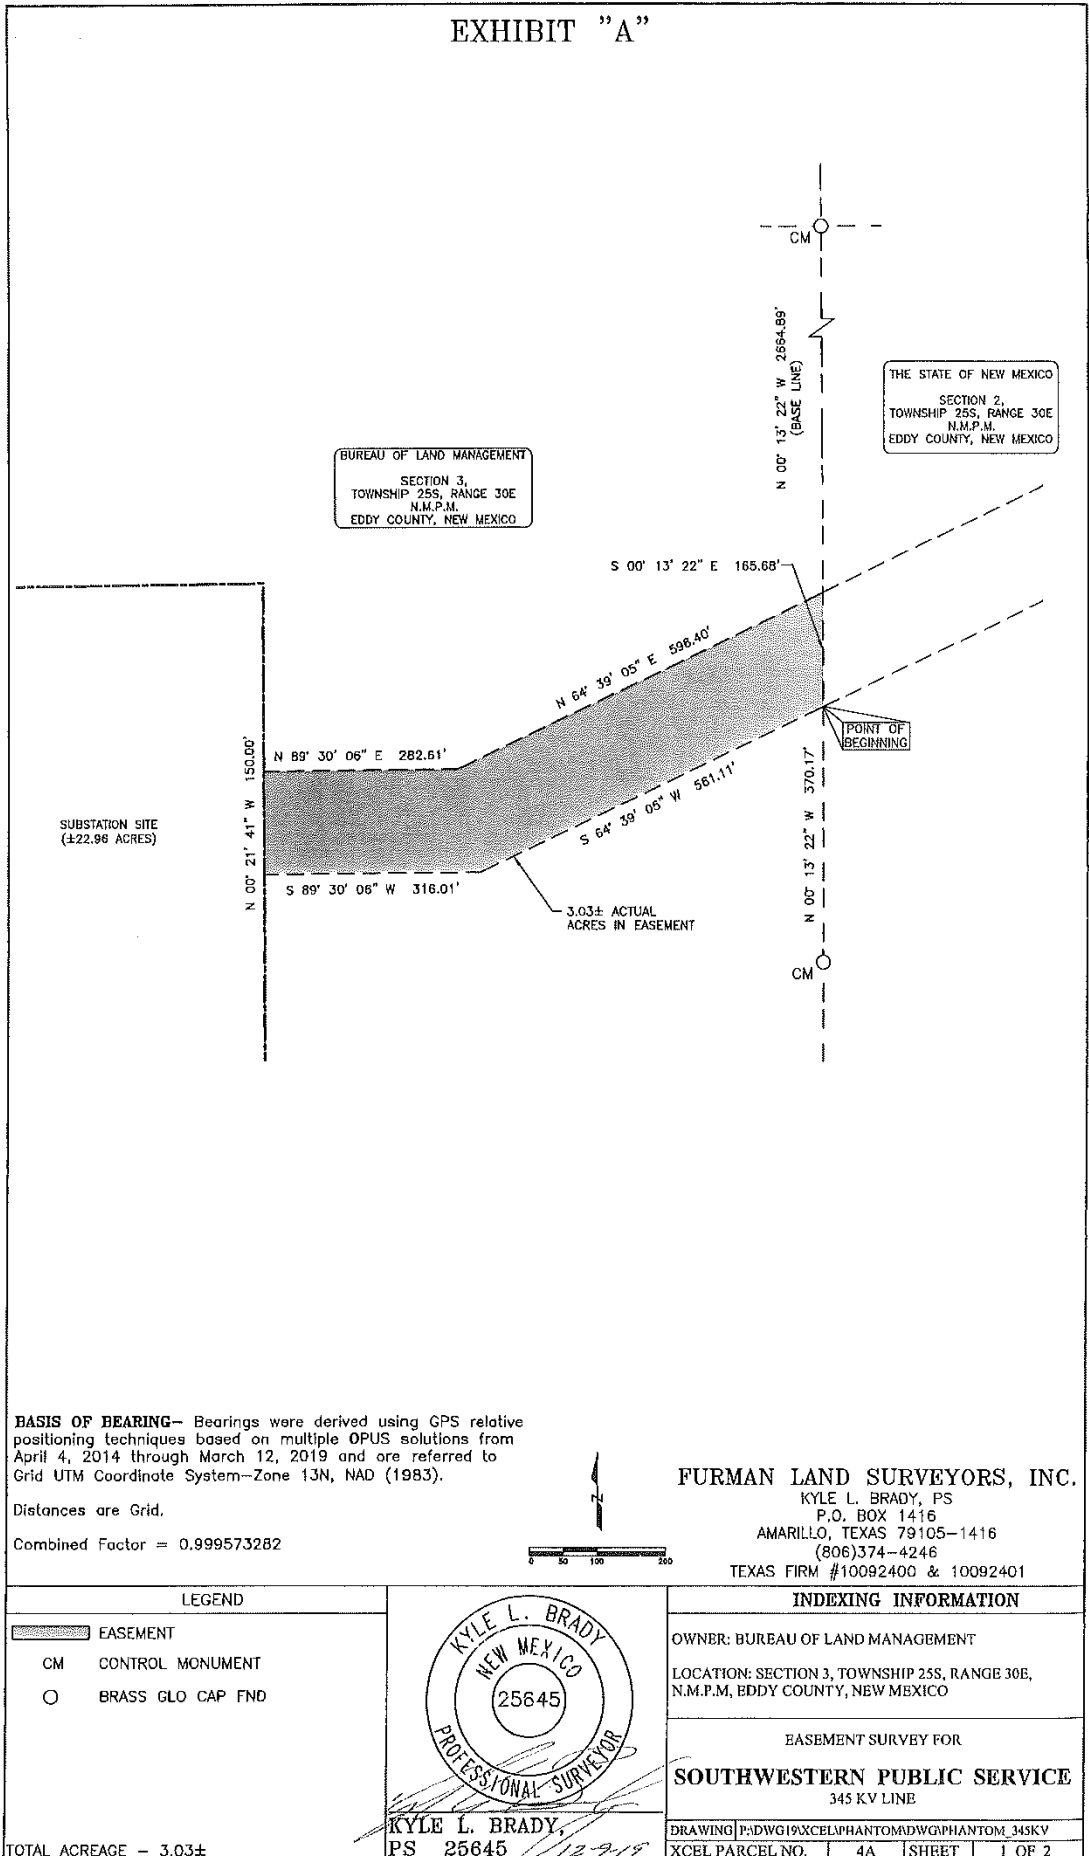 EXHIBIT "A"
CM
N 00° 13' 22" W 2664.89'
(BASE LINE)
THE STATE OF NEW MEXICO
SECTION 2,
TOWNSHIP 25S, RANGE 30E
N.M.P.M.
EDDY COUNTY, NEW MEXICO
BUREAU OF LAND MANAGEMENT
SECTION 3,
TOWNSHIP 25S, RANGE 30E
N.M.P.M.
EDDY COUNTY, NEW MEXICO
S 00° 13' 22" E 165.68'
N 64° 39' 05" E 598.40'
POINT OF
BEGINNING
N 89° 30' 06" E 282.61'
N 00° 21' 41" W 150.00'
S 64° 39' 05" W 561.11'
N 00° 13' 22" W 370.17'
SUBSTATION SITE
(±22.96 ACRES)
S 89° 30' 06" W 316.01'
3.03± ACTUAL
ACRES IN EASEMENT
CM
BASIS OF BEARING- Bearings were derived using GPS relative
positioning techniques based on multiple OPUS solutions from
April 4, 2014 through March 12, 2019 and are referred to
Grid UTM Coordinate System-Zone 13N, NAD (1983).
Distances are Grid.
Combined Factor = 0.999573282
N
0 50 100 200
FURMAN LAND SURVEYORS, INC.
KYLE L. BRADY, PS
P.O. BOX 1416
AMARILLO, TEXAS 79105-1416
(806)374-4246
TEXAS FIRM #10092400 & 10092401
LEGEND
EASEMENT
CM CONTROL MONUMENT
BRASS GLO CAP FND
TOTAL ACREAGE - 3.03±
KYLE L. BRADY
NEW MEXICO
25645
PROFESSIONAL SURVEYOR
KYLE L. BRADY,
PS 25645 12-9-19
INDEXING INFORMATION
OWNER: BUREAU OF LAND MANAGEMENT
LOCATION: SECTION 3, TOWNSHIP 25S, RANGE 30E,
N.M.P.M, EDDY COUNTY, NEW MEXICO
EASEMENT SURVEY FOR
SOUTHWESTERN PUBLIC SERVICE
345 KV LINE
DRAWING P:\DWG19\XCEL\PHANTOM\DWG\PHANTOM_345KV
XCEL PARCEL NO. 4A SHEET 1 OF 2